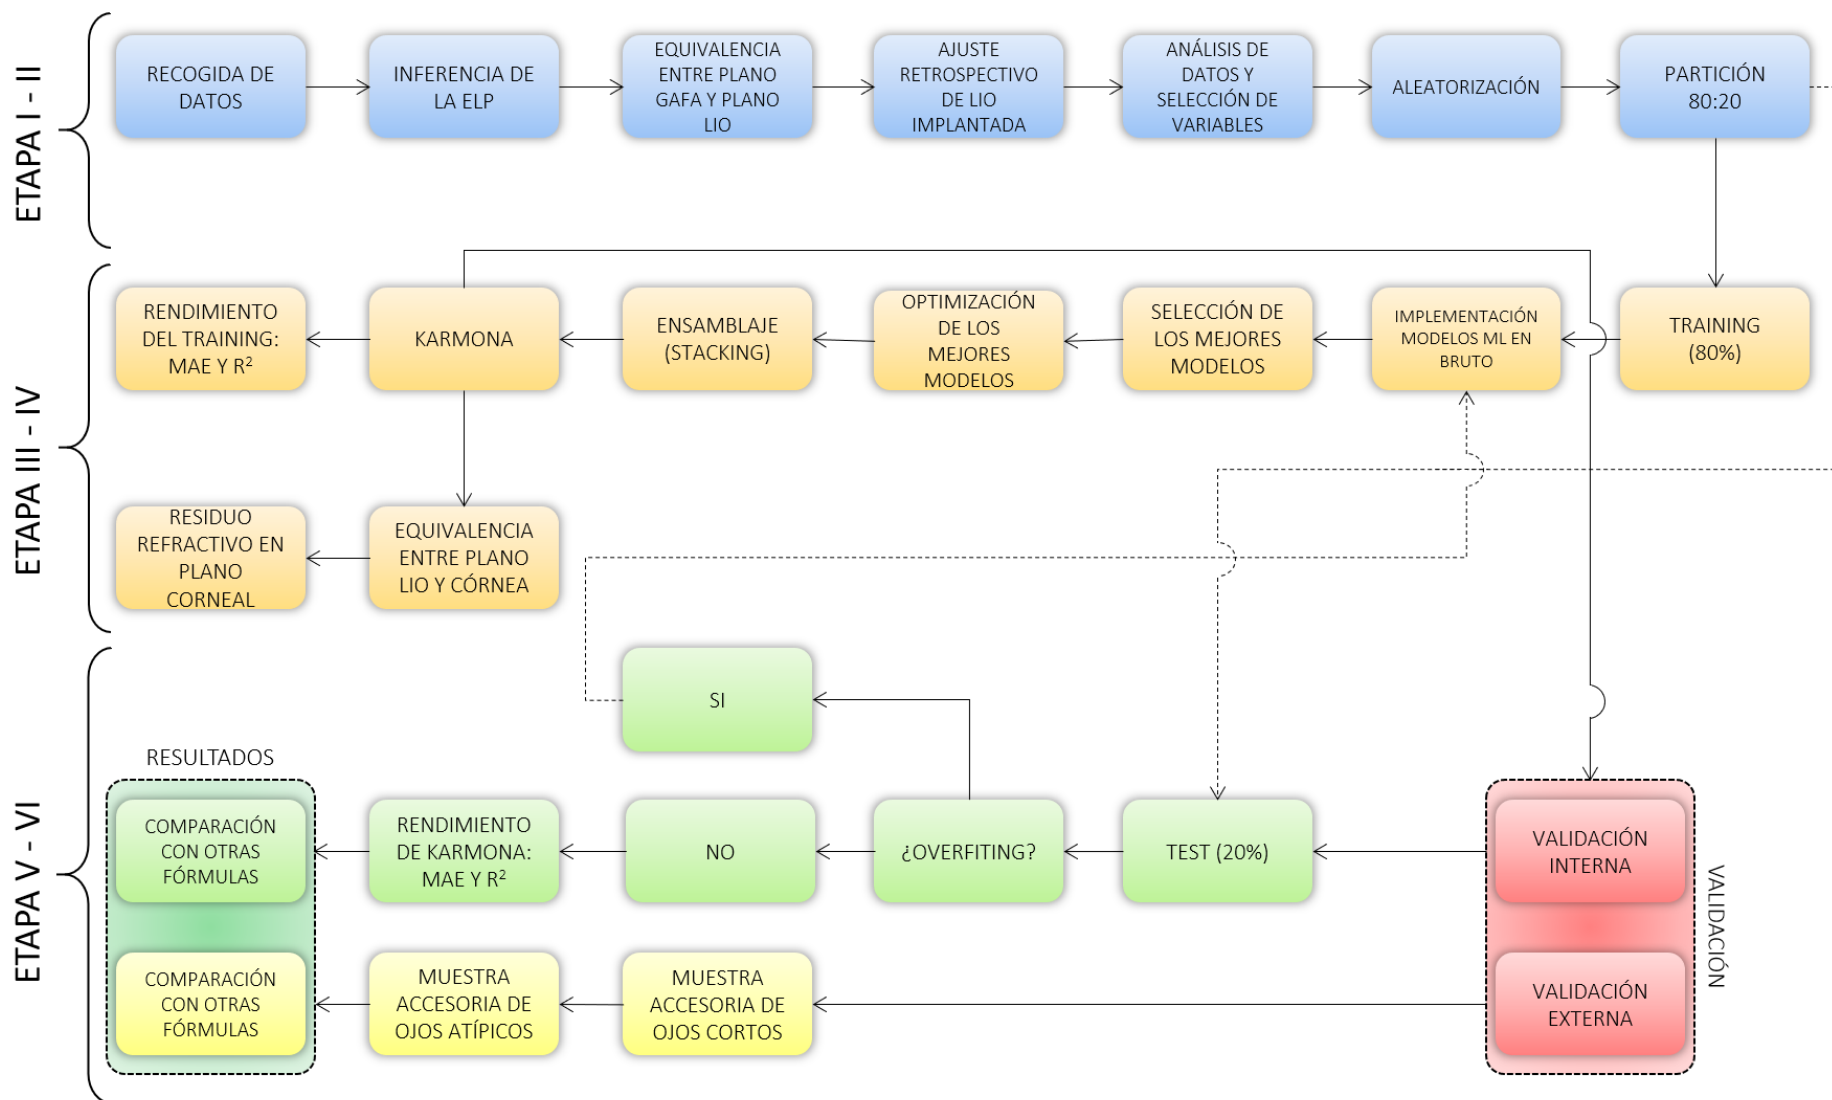 ETAPA I - II
RECOGIDA DE
DATOS
INFERENCIA DE
LA ELP
EQUIVALENCIA
ENTRE PLANO
GAFA Y PLANO
LIO
AJUSTE
RETROSPECTIVO
DE LIO
IMPLANTADA
ANÁLISIS DE
DATOS Y
SELECCIÓN DE
VARIABLES
ALEATORIZACIÓN
PARTICIÓN
80:20
ETAPA III - IV
RENDIMIENTO
DEL TRAINING:
MAE Y R²
KARMONA
ENSAMBLAJE
(STACKING)
OPTIMIZACIÓN
DE LOS
MEJORES
MODELOS
SELECCIÓN DE
LOS MEJORES
MODELOS
IMPLEMENTACIÓN
MODELOS ML EN
BRUTO
TRAINING
(80%)
RESIDUO
REFRACTIVO EN
PLANO
CORNEAL
EQUIVALENCIA
ENTRE PLANO
LIO Y CÓRNEA
ETAPA V - VI
SI
RESULTADOS
COMPARACIÓN
CON OTRAS
FÓRMULAS
RENDIMIENTO
DE KARMONA:
MAE Y R²
NO
¿OVERFITING?
TEST (20%)
VALIDACIÓN
INTERNA
VALIDACIÓN
COMPARACIÓN
CON OTRAS
FÓRMULAS
MUESTRA
ACCESORIA DE
OJOS ATÍPICOS
MUESTRA
ACCESORIA DE
OJOS CORTOS
VALIDACIÓN
EXTERNA